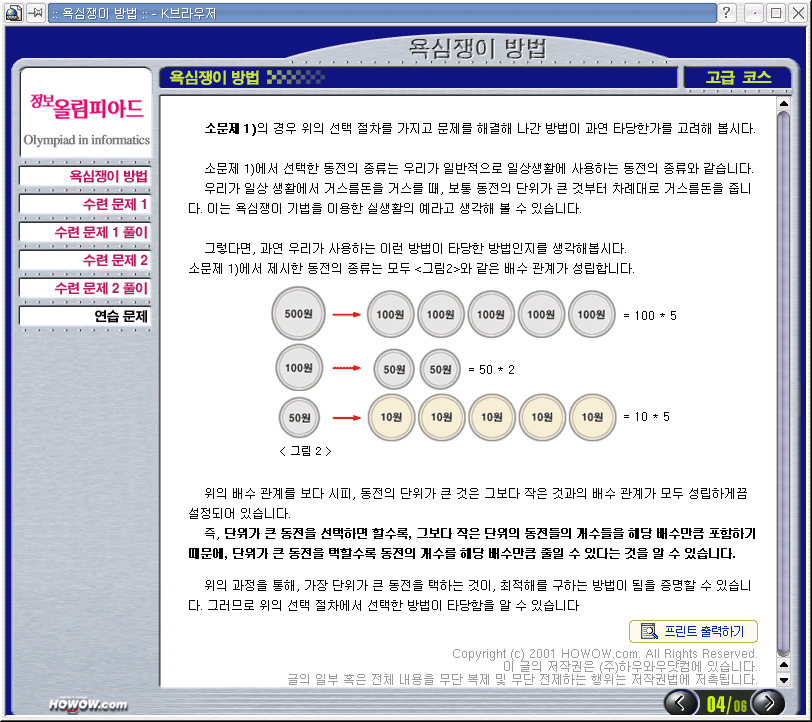 :: 욕심쟁이 방법 :: - K브라우저
욕심쟁이 방법
정보올림피아드
Olympiad in informatics
욕심쟁이 방법
수련 문제 1
수련 문제 1 풀이
수련 문제 2
수련 문제 2 풀이
연습 문제
욕심쟁이 방법
고급 코스
소문제 1)의 경우 위의 선택 절차를 가지고 문제를 해결해 나간 방법이 과연 타당한가를 고려해 봅시다.
소문제 1)에서 선택한 동전의 종류는 우리가 일반적으로 일상생활에 사용하는 동전의 종류와 같습니다.
우리가 일상 생활에서 거스름돈을 거스를 때, 보통 동전의 단위가 큰 것부터 차례대로 거스름돈을 줍니
다. 이는 욕심쟁이 기법을 이용한 실생활의 예라고 생각해 볼 수 있습니다.
그렇다면, 과연 우리가 사용하는 이런 방법이 타당한 방법인지를 생각해봅시다.
소문제 1)에서 제시한 동전의 종류는 모두 <그림2>와 같은 배수 관계가 성립합니다.
500원 100원 100원 100원 100원 100원 = 100 * 5
100원 50원 50원 = 50 * 2
50원 10원 10원 10원 10원 10원 = 10 * 5
< 그림 2 >
위의 배수 관계를 보다 시피, 동전의 단위가 큰 것은 그보다 작은 것과의 배수 관계가 모두 성립하게끔
설정되어 있습니다.
즉, 단위가 큰 동전을 선택하면 할수록, 그보다 작은 단위의 동전들의 개수들을 해당 배수만큼 포함하기
때문에, 단위가 큰 동전을 먹할수록 동전의 개수를 해당 배수만큼 줄일 수 있다는 것을 알 수 있습니다.
위의 과정을 통해, 가장 단위가 큰 동전을 택하는 것이, 최적해를 구하는 방법이 됨을 증명할 수 있습니
다. 그러므로 위의 선택 절차에서 선택한 방법이 타당함을 알 수 있습니다
프린트 출력하기
Copyright (c) 2001 HOWOW.com. All Rights Reserved.
이 글의 저작권은 (주)하우와우닷컴에 있습니다.
글의 일부 혹은 전체 내용을 무단 복제 및 무단 전제하는 행위는 저작권법에 저촉됩니다.
HOWOW.com
04/06